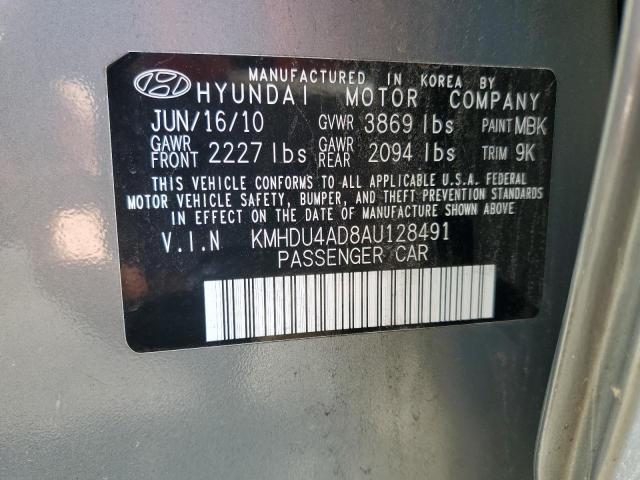 MANUFACTURED IN KOREA BY
HYUNDAI MOTOR COMPANY
JUN/16/10 GVWR 3869 lbs PAINT MBK
GAWR FRONT 2227 lbs GAWR REAR 2094 lbs TRIM 9K
THIS VEHICLE CONFORMS TO ALL APPLICABLE U.S.A. FEDERAL
MOTOR VEHICLE SAFETY, BUMPER, AND THEFT PREVENTION STANDARDS
IN EFFECT ON THE DATE OF MANUFACTURE SHOWN ABOVE.
V.I.N KMHDU4AD8AU128491
PASSENGER CAR